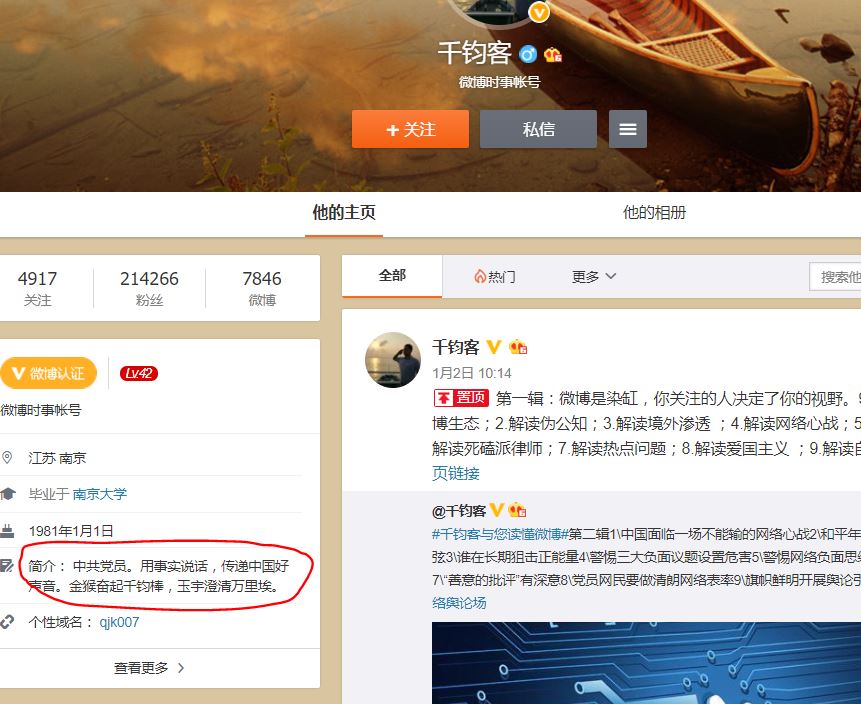 千钧客
微博时事帐号
+ 关注
私信
他的主页
他的相册
4917
关注
214266
粉丝
7846
微博
微博认证
Lv42
微博时事帐号
江苏 南京
毕业于 南京大学
1981年1月1日
简介： 中共党员。用事实说话，传递中国好
声音。金猴奋起千钧棒，玉宇澄清万里埃。
个性域名： qjk007
查看更多
全部
热门
更多
搜索他
千钧客
1月2日 10:14
置顶 第一辑：微博是染缸，你关注的人决定了你的视野。
博生态；2.解读伪公知；3.解读境外渗透 ；4.解读网络心战；5
解读死磕派律师；7.解读热点问题；8.解读爱国主义 ；9.解读
页链接
@千钧客
#千钧客与您读懂微博#第二辑1\中国面临一场不能输的网络心战2\和平年
弦3\谁在长期狙击正能量4\警惕三大负面议题设置危害5\警惕网络负面思
7\“善意的批评”有深意8\党员网民要做清朗网络表率9\旗帜鲜明开展舆论引
络舆论场